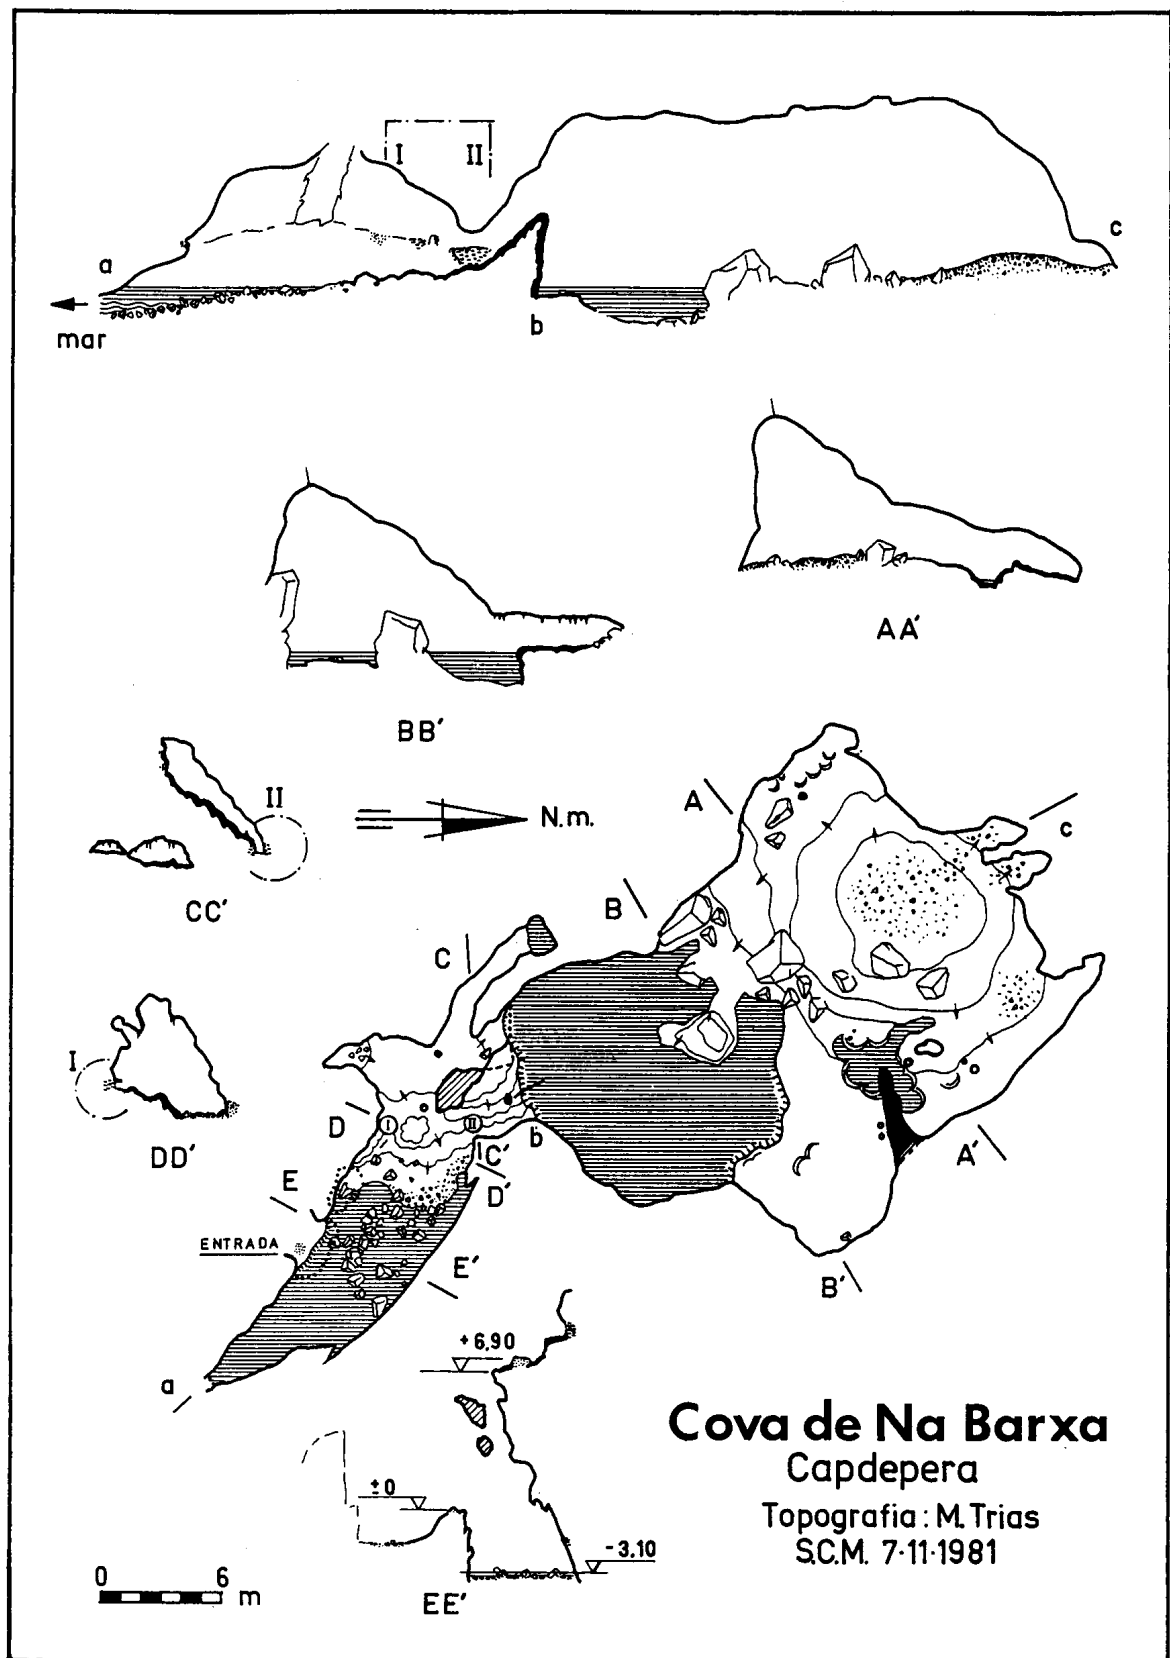 I II
a
c
mar
b
AA'
BB'
II
N.m.
CC'
A
c
B
C
I
D
I
II
b
DD'
C'
A'
E
D'
ENTRADA
E'
B'
a
+6,90
±0
-3,10
EE'
0 6 m
Cova de Na Barxa
Capdepera
Topografia: M. Trias
S.C.M. 7-11-1981